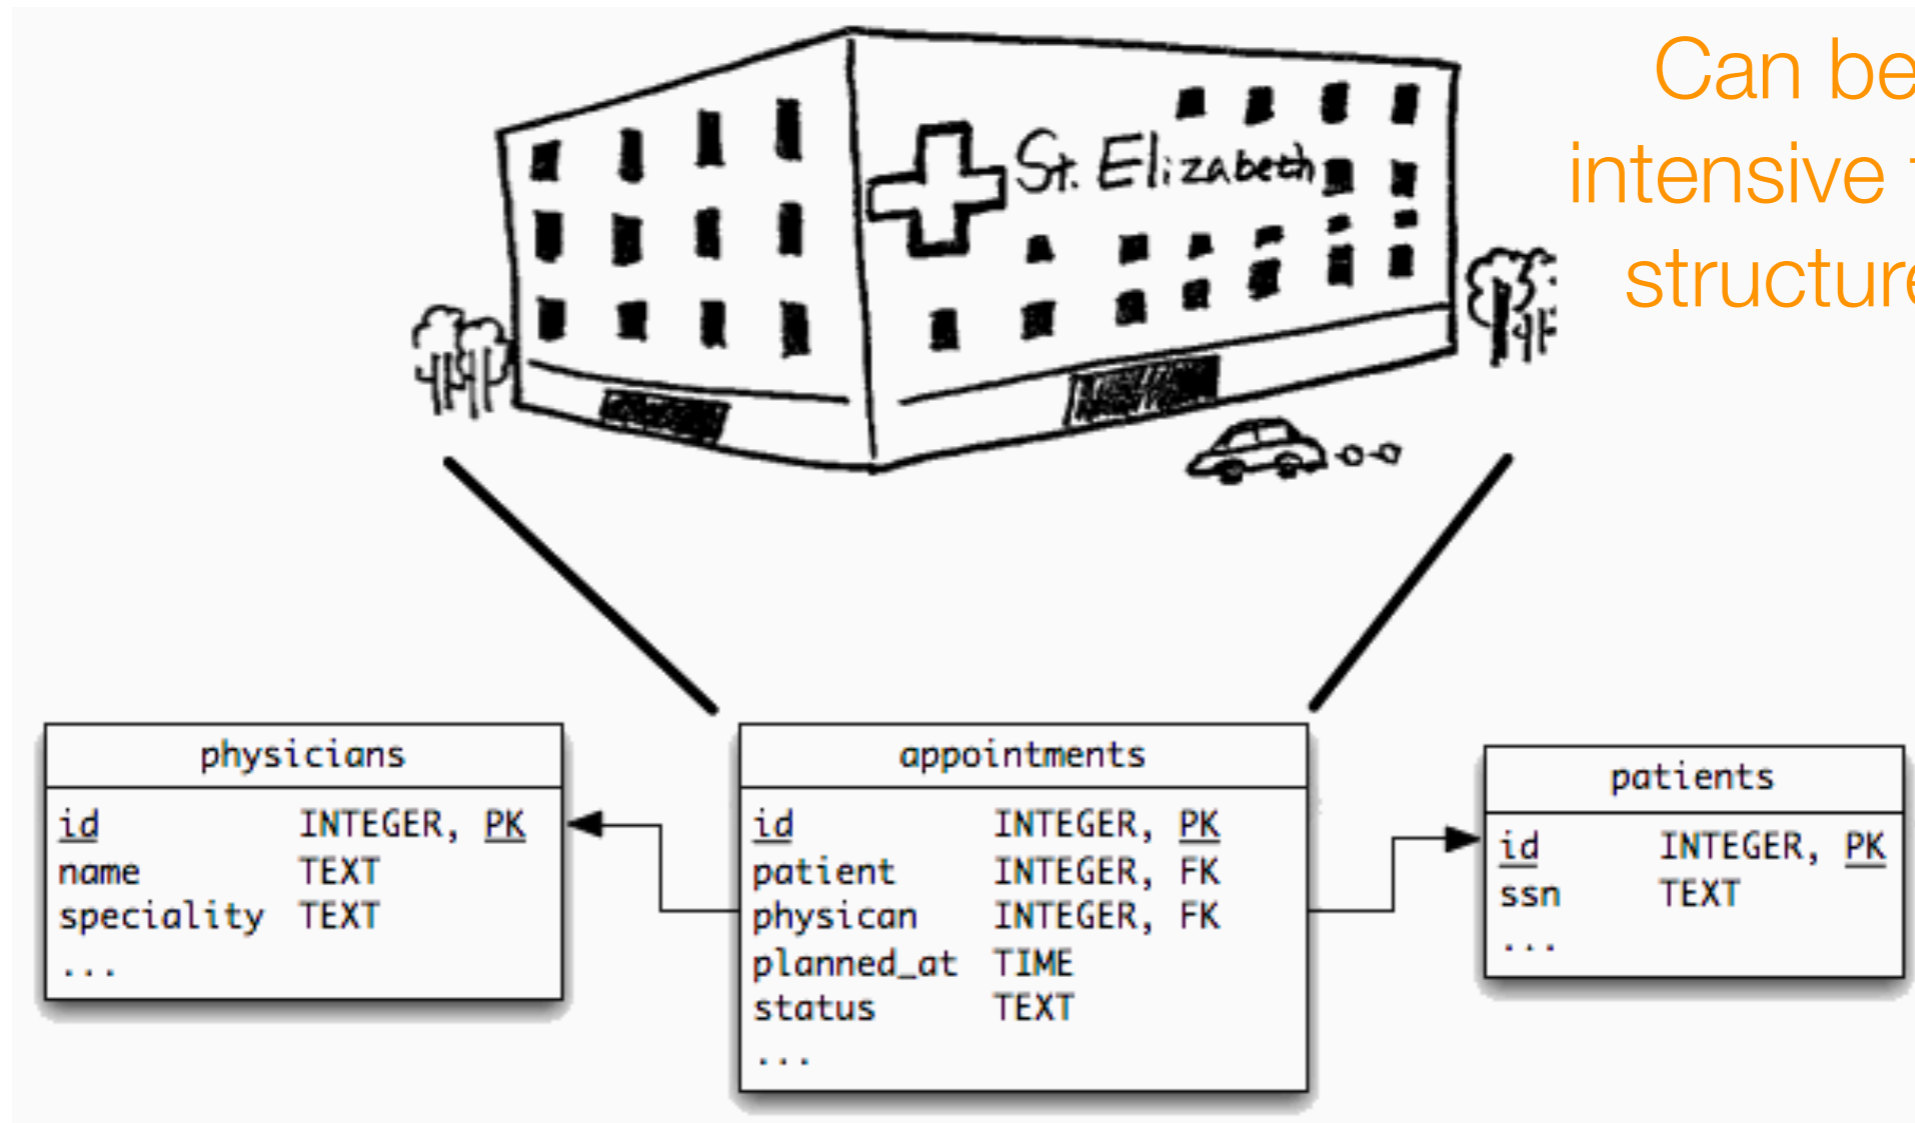 Can be
intensive
structure
St. Elizabeth
physicians
id INTEGER, PK
name TEXT
speciality TEXT
...
appointments
id INTEGER, PK
patient INTEGER, FK
physican INTEGER, FK
planned_at TIME
status TEXT
...
patients
id INTEGER, PK
ssn TEXT
...